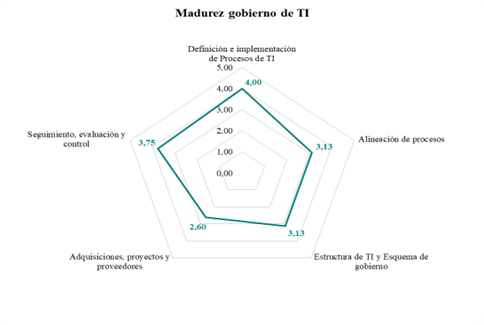 Madurez gobierno de TI
Definición e implementación
de Procesos de TI
5,00
4,00
4,00
3,00
2,00
1,00
0,00
Seguimiento, evaluación y
control
3,75
3,13
Alineación de procesos
2,60
3,13
Adquisiciones, proyectos y
proveedores
Estructura de TI y Esquema de
gobierno